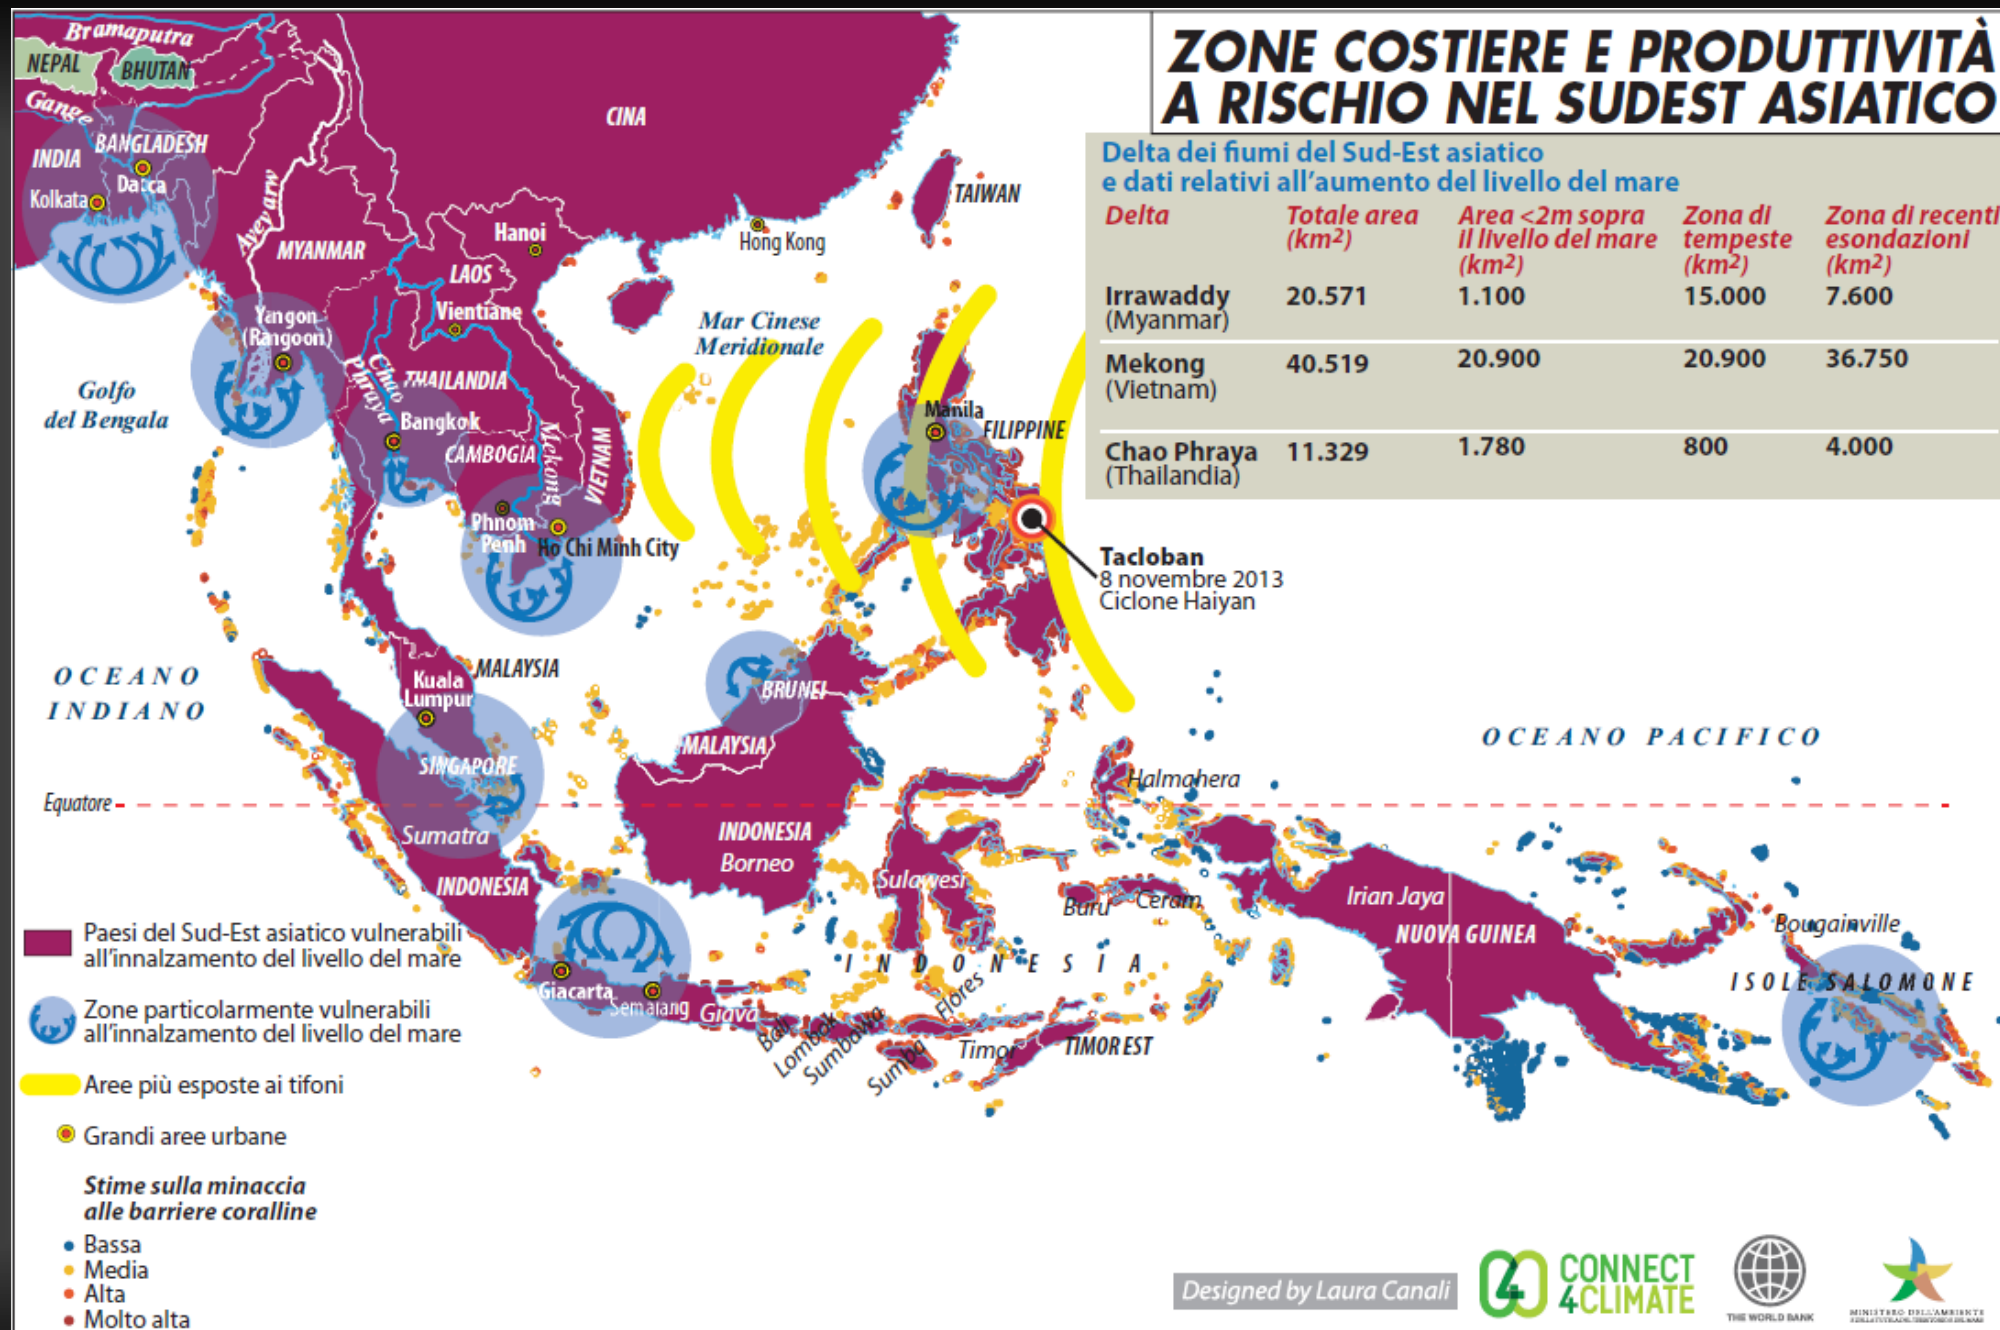 ZONE COSTIERE E PRODUTTIVITÀ
A RISCHIO NEL SUDEST ASIATICO
Delta dei fiumi del Sud-Est asiatico
e dati relativi all'aumento del livello del mare
Delta
Totale area
(km²)
Area <2m sopra
il livello del mare
(km²)
Zona di
tempeste
(km²)
Zona di recenti
esondazioni
(km²)
Irrawaddy
(Myanmar)
20.571
1.100
15.000
7.600
Mekong
(Vietnam)
40.519
20.900
20.900
36.750
Chao Phraya
(Thailandia)
11.329
1.780
800
4.000
Bramaputra
NEPAL
BHUTAN
Gange
BANGLADESH
INDIA
Dacca
Kolkata
CINA
TAIWAN
Hong Kong
Hanoi
MYANMAR
LAOS
Vientiane
Yangon
(Rangoon)
Chao
Phraya
THAILANDIA
Bangkok
CAMBOGIA
Mekong
VIETNAM
Phnom
Penh
Ho Chi Minh City
Mar Cinese
Meridionale
Golfo
del Bengala
Manila
FILIPPINE
Tacloban
8 novembre 2013
Ciclone Haiyan
OCEANO
INDIANO
MALAYSIA
Kuala
Lumpur
BRUNEI
MALAYSIA
SINGAPORE
OCEANO PACIFICO
Halmahera
Equatore
Sumatra
INDONESIA
Borneo
INDONESIA
Sulawesi
Buru
Ceram
Irian Jaya
NUOVA GUINEA
Bougainville
ISOLE SALOMONE
INDONESIA
Giacarta
Semarang
Giava
Bali
Lombok
Sumbawa
Flores
Sumba
Timor
TIMOR EST
Paesi del Sud-Est asiatico vulnerabili
all'innalzamento del livello del mare
Zone particolarmente vulnerabili
all'innalzamento del livello del mare
Aree più esposte ai tifoni
Grandi aree urbane
Stime sulla minaccia
alle barriere coralline
Bassa
Media
Alta
Molto alta
Designed by Laura Canali
CONNECT
4CLIMATE
THE WORLD BANK
MINISTERO DELL'AMBIENTE